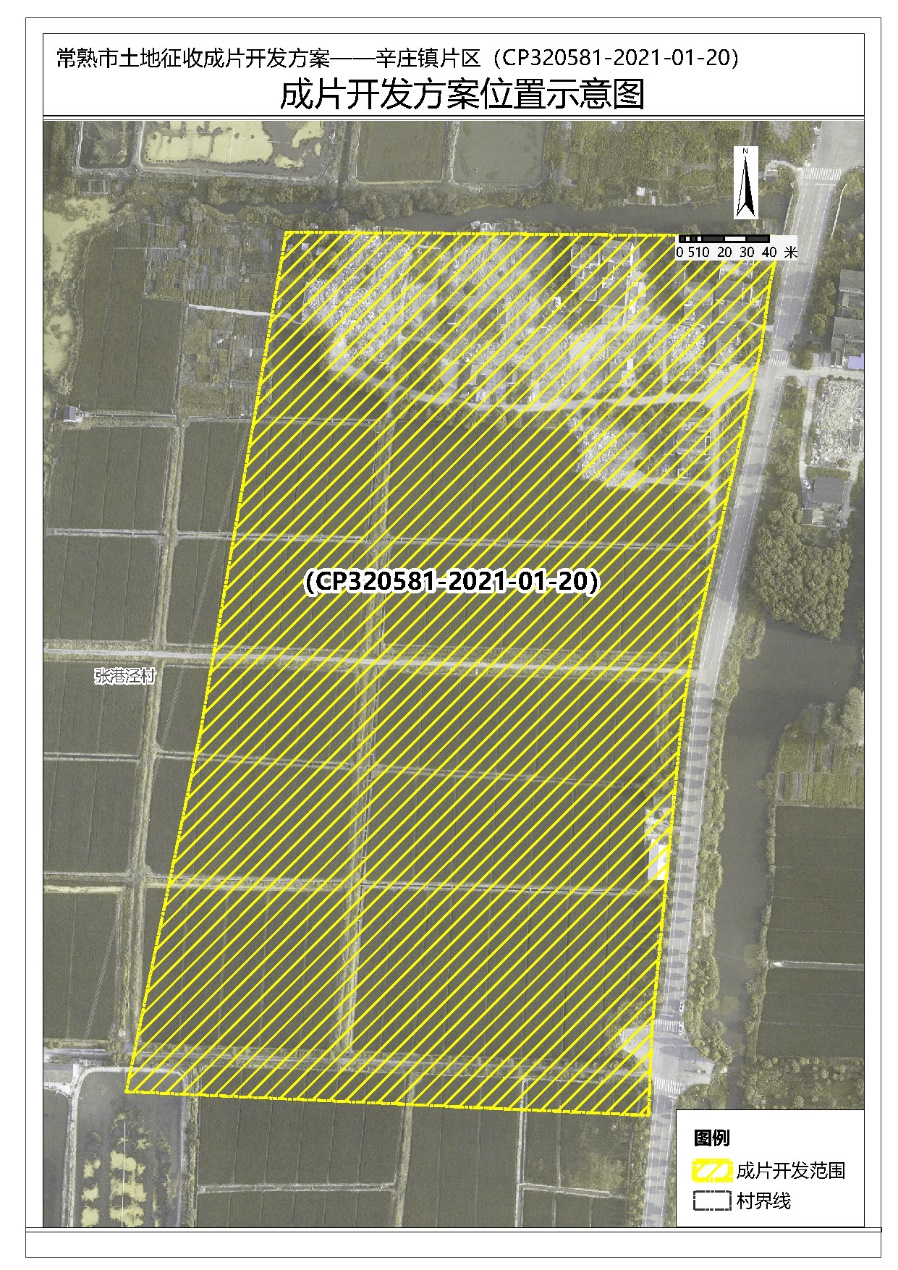 常熟市土地征收成片开发方案——辛庄镇片区（CP320581-2021-01-20）
成片开发方案位置示意图
N
0 510 20 30 40 米
(CP320581-2021-01-20)
张港泾村
图例
成片开发范围
村界线